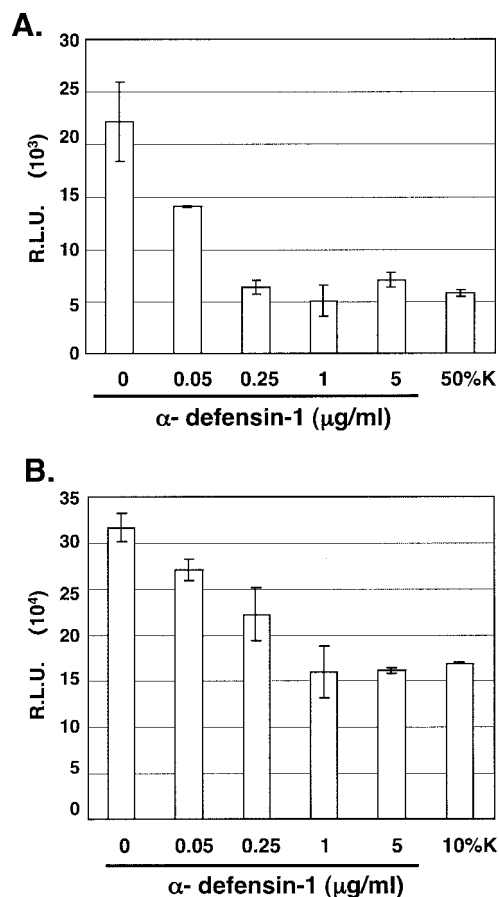 A.
30
25
20
15
10
5
0
R.L.U. (10³)
0 0.05 0.25 1 5 50%K
α- defensin-1 (μg/ml)
B.
35
30
25
20
15
10
5
0
R.L.U. (10⁴)
0 0.05 0.25 1 5 10%K
α- defensin-1 (μg/ml)